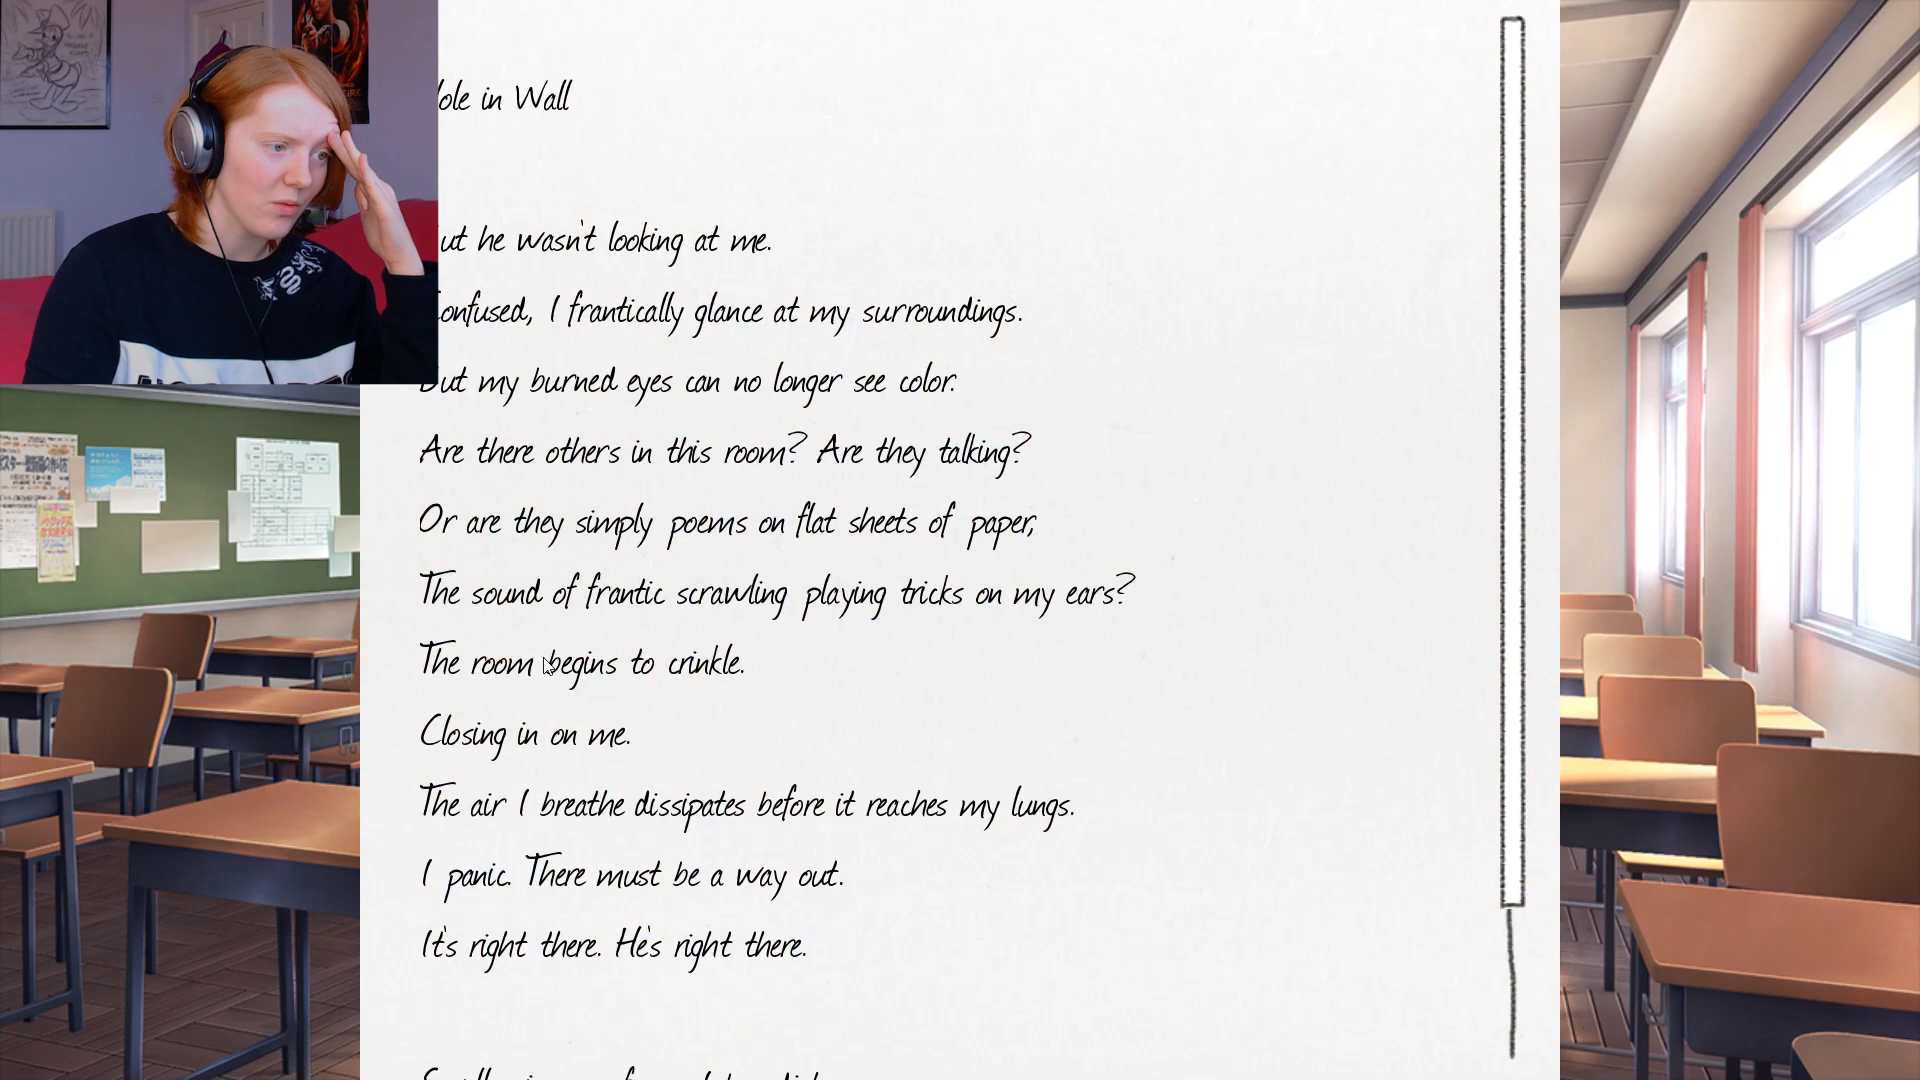 Hole in Wall
But he wasn't looking at me.
Confused, I frantically glance at my surroundings.
But my burned eyes can no longer see color.
Are there others in this room? Are they talking?
Or are they simply poems on flat sheets of paper,
The sound of frantic scrawling playing tricks on my ears?
The room begins to crinkle.
Closing in on me.
The air I breathe dissipates before it reaches my lungs.
I panic. There must be a way out.
It's right there. He's right there.